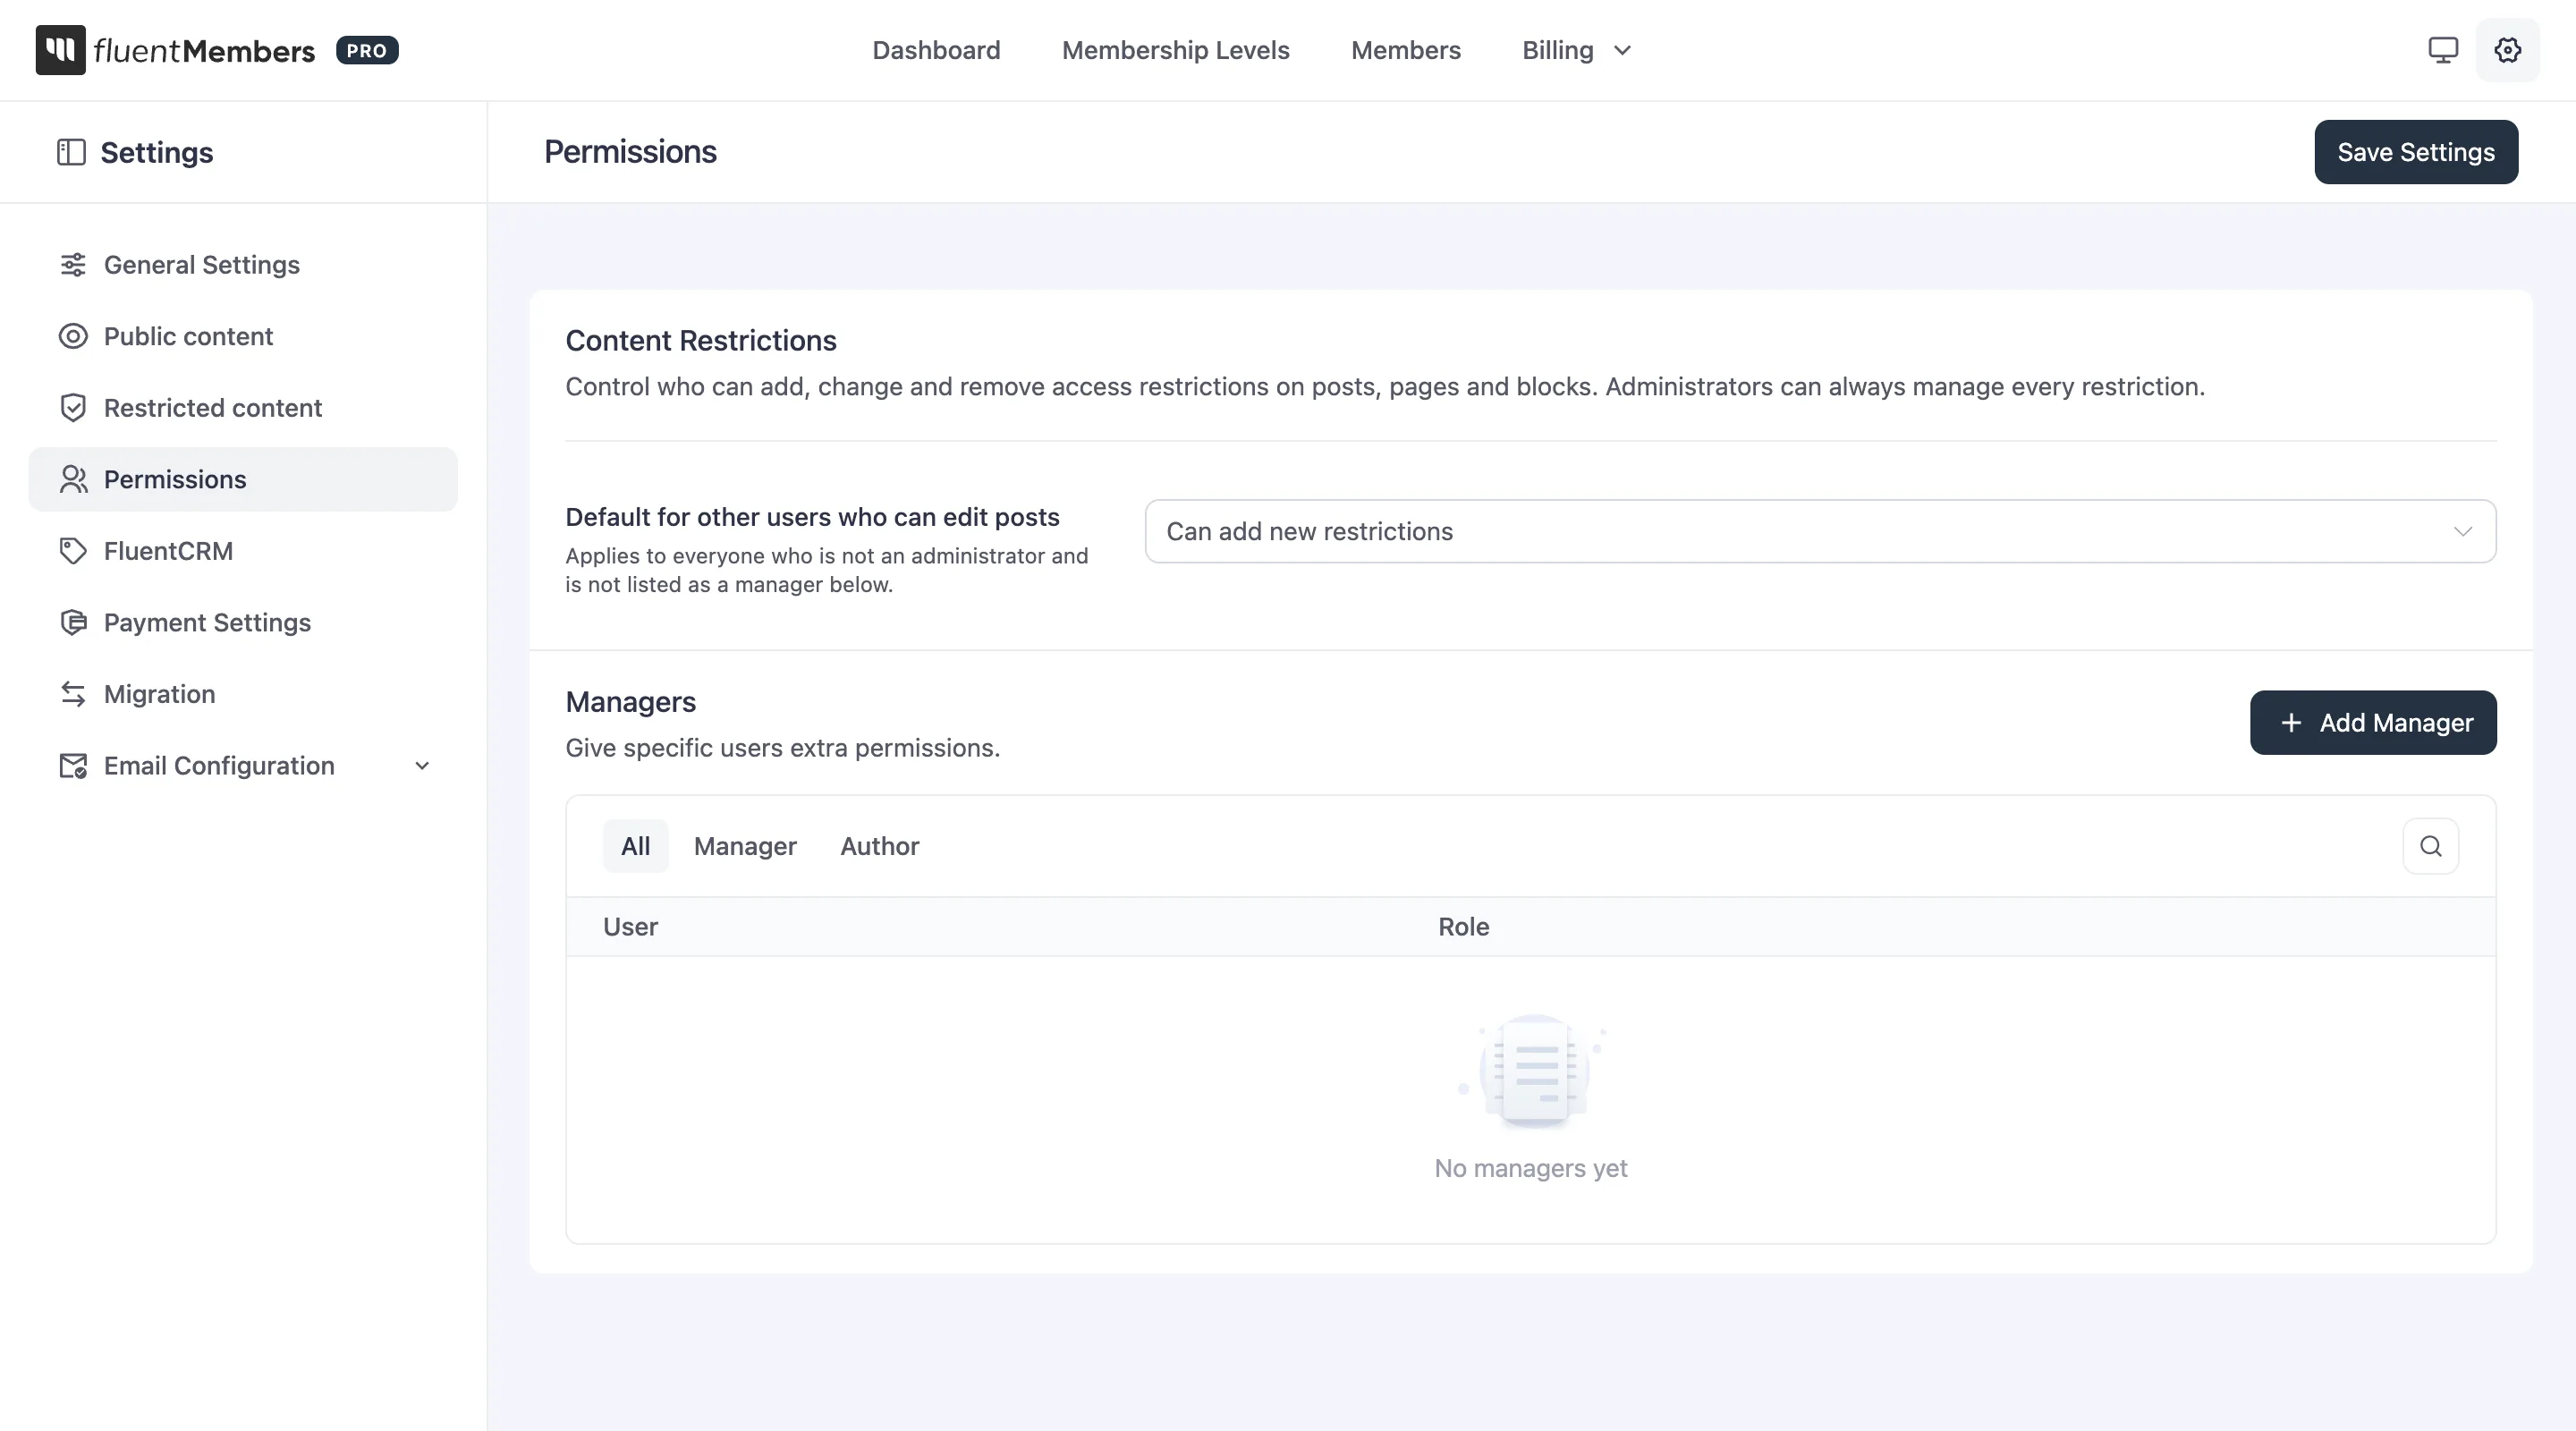 fluentMembers PRO
Dashboard
Membership Levels
Members
Billing
Settings
Permissions
Save Settings
General Settings
Public content
Restricted content
Permissions
FluentCRM
Payment Settings
Migration
Email Configuration
Content Restrictions
Control who can add, change and remove access restrictions on posts, pages and blocks. Administrators can always manage every restriction.
Default for other users who can edit posts
Applies to everyone who is not an administrator and
is not listed as a manager below.
Can add new restrictions
Managers
Give specific users extra permissions.
Add Manager
All
Manager
Author
User
Role
No managers yet